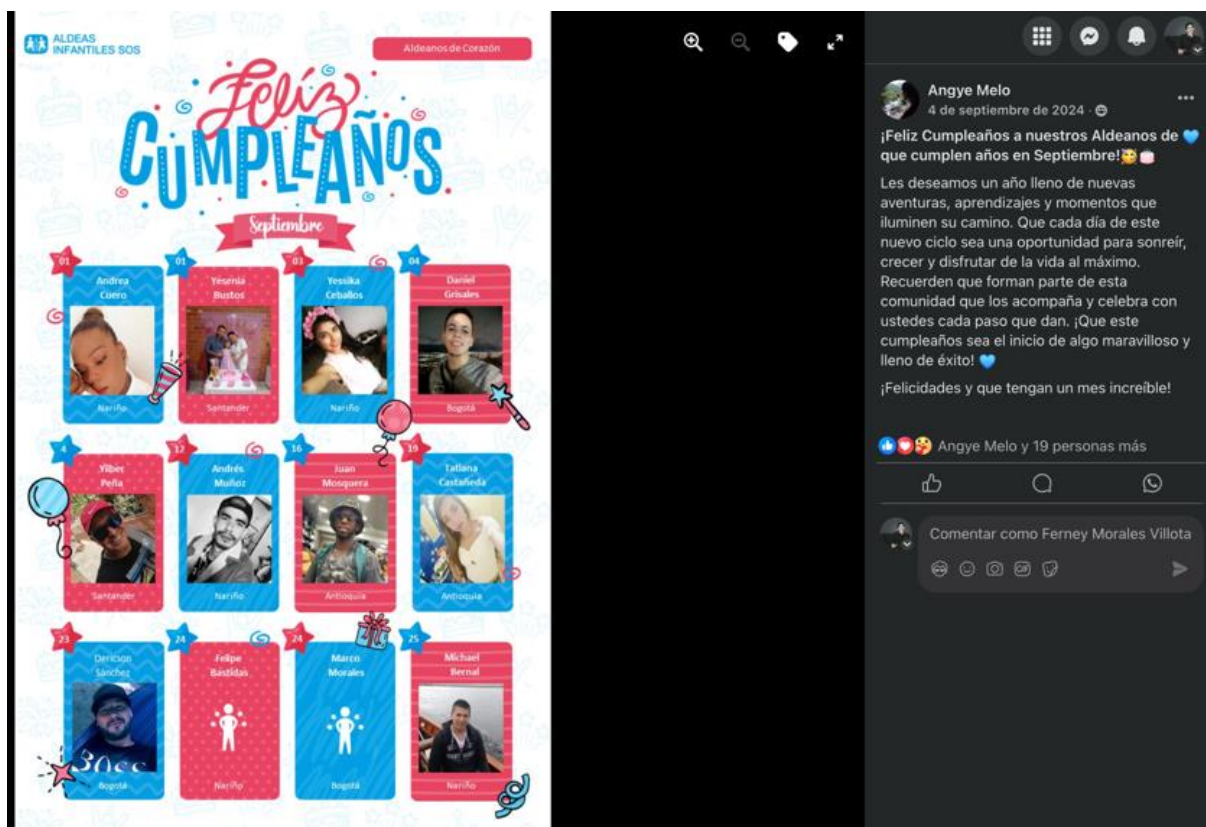 ALDEAS
INFANTILES SOS
Aldeanos de Corazón
Felíz
CUMPLEAÑOS
Septiembre
01
Andrea
Cuero
Nariño
01
Yesenia
Bustos
Santander
03
Yessika
Ceballos
Nariño
04
Daniel
Grisales
Bogotá
4
Yilber
Peña
Santander
12
Andrés
Muñoz
Nariño
16
Juan
Mosquera
Antioquia
19
Tatiana
Castañeda
Antioquia
23
Dericson
Sánchez
Bogotá
24
Felipe
Bastidas
Nariño
24
Marco
Morales
Bogotá
25
Michael
Bernal
Nariño
Angye Melo
4 de septiembre de 2024 ·
¡Feliz Cumpleaños a nuestros Aldeanos de 💙
que cumplen años en Septiembre!🥳🎂
Les deseamos un año lleno de nuevas
aventuras, aprendizajes y momentos que
iluminen su camino. Que cada día de este
nuevo ciclo sea una oportunidad para sonreír,
crecer y disfrutar de la vida al máximo.
Recuerden que forman parte de esta
comunidad que los acompaña y celebra con
ustedes cada paso que dan. ¡Que este
cumpleaños sea el inicio de algo maravilloso y
lleno de éxito! 💙
¡Felicidades y que tengan un mes increíble!
Angye Melo y 19 personas más
Comentar como Ferney Morales Villota
GIF